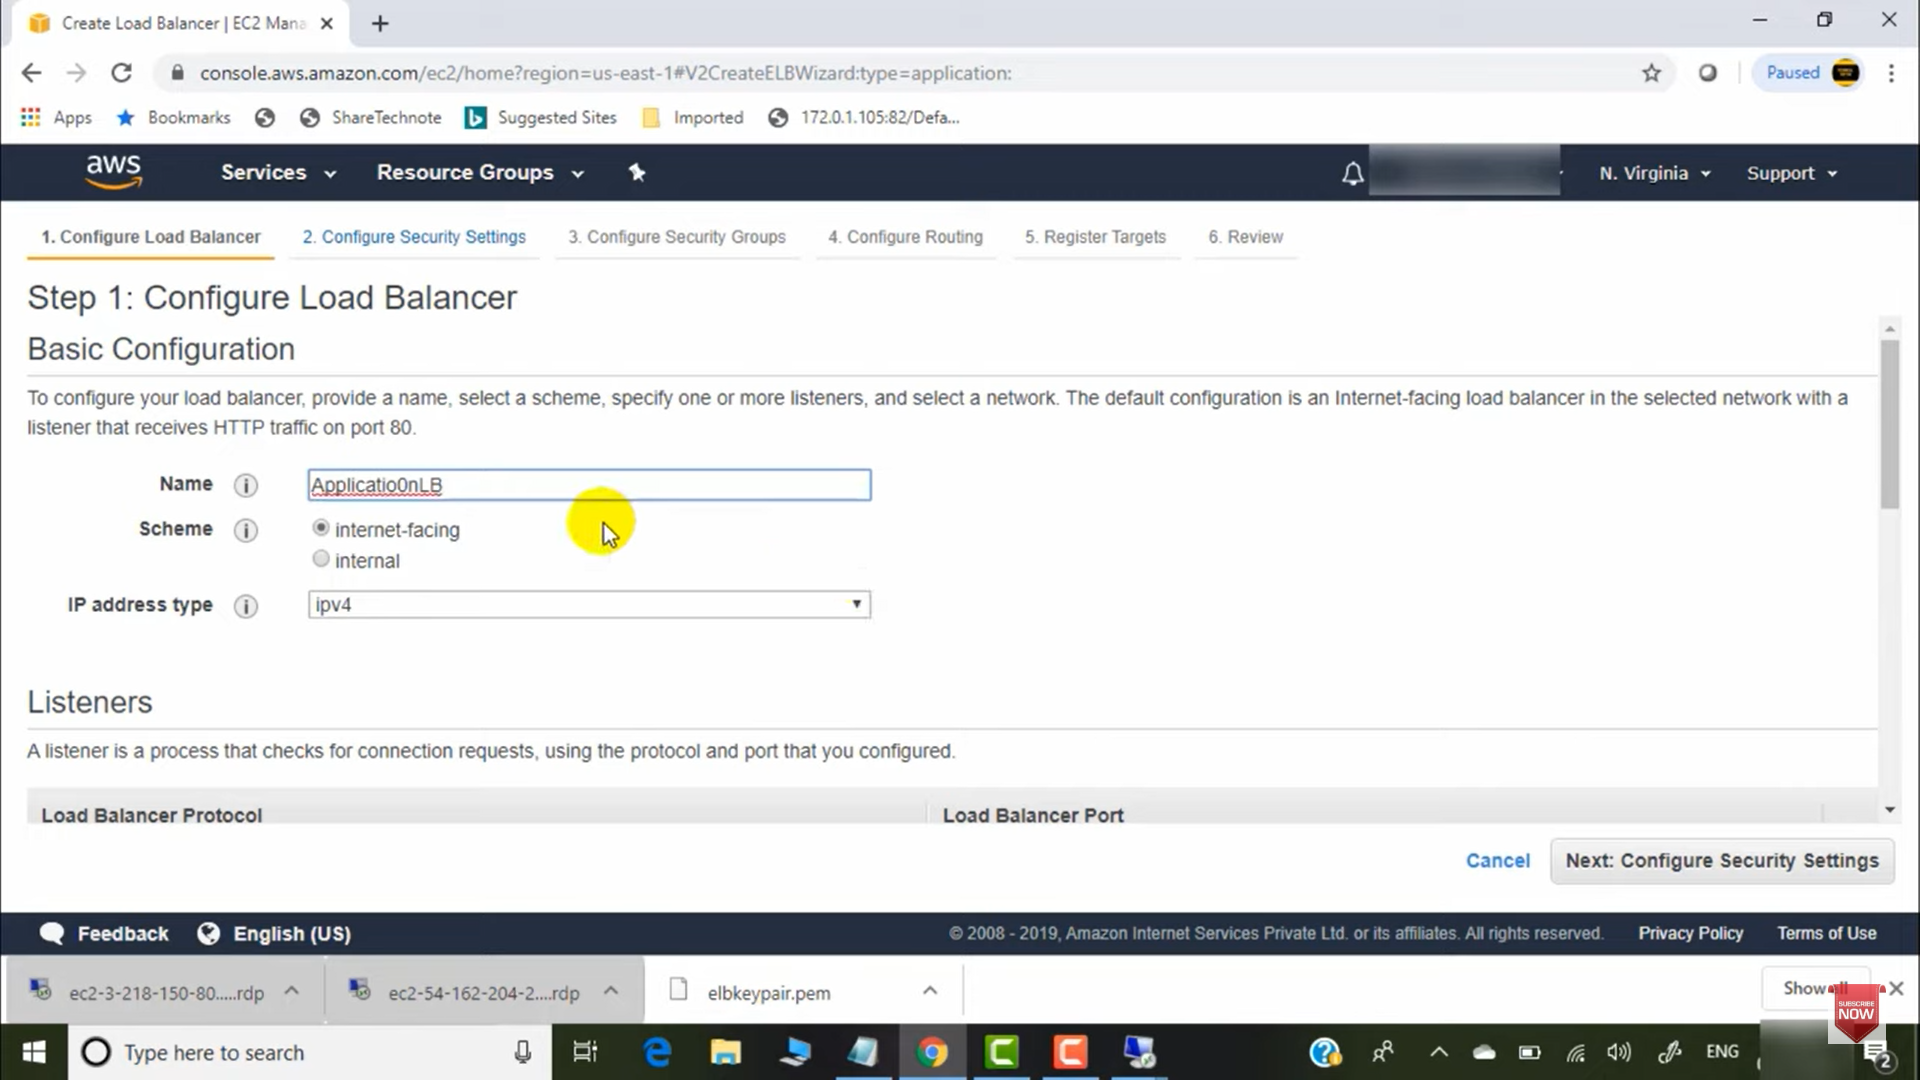 Create Load Balancer | EC2 Mana
console.aws.amazon.com/ec2/home?region=us-east-1#V2CreateELBWizard:type=application:
Paused
Apps
Bookmarks
ShareTechnote
Suggested Sites
Imported
172.0.1.105:82/Defa...
aws
Services
Resource Groups
N. Virginia
Support
1. Configure Load Balancer
2. Configure Security Settings
3. Configure Security Groups
4. Configure Routing
5. Register Targets
6. Review
Step 1: Configure Load Balancer
Basic Configuration
To configure your load balancer, provide a name, select a scheme, specify one or more listeners, and select a network. The default configuration is an Internet-facing load balancer in the selected network with a
listener that receives HTTP traffic on port 80.
Name
Applicatio0nLB
Scheme
internet-facing
internal
IP address type
ipv4
Listeners
A listener is a process that checks for connection requests, using the protocol and port that you configured.
Load Balancer Protocol
Load Balancer Port
Cancel
Next: Configure Security Settings
Feedback
English (US)
© 2008 - 2019, Amazon Internet Services Private Ltd. or its affiliates. All rights reserved.
Privacy Policy
Terms of Use
ec2-3-218-150-80.....rdp
ec2-54-162-204-2....rdp
elbkeypair.pem
Show all
SUBSCRIBE
NOW
Type here to search
ENG
2